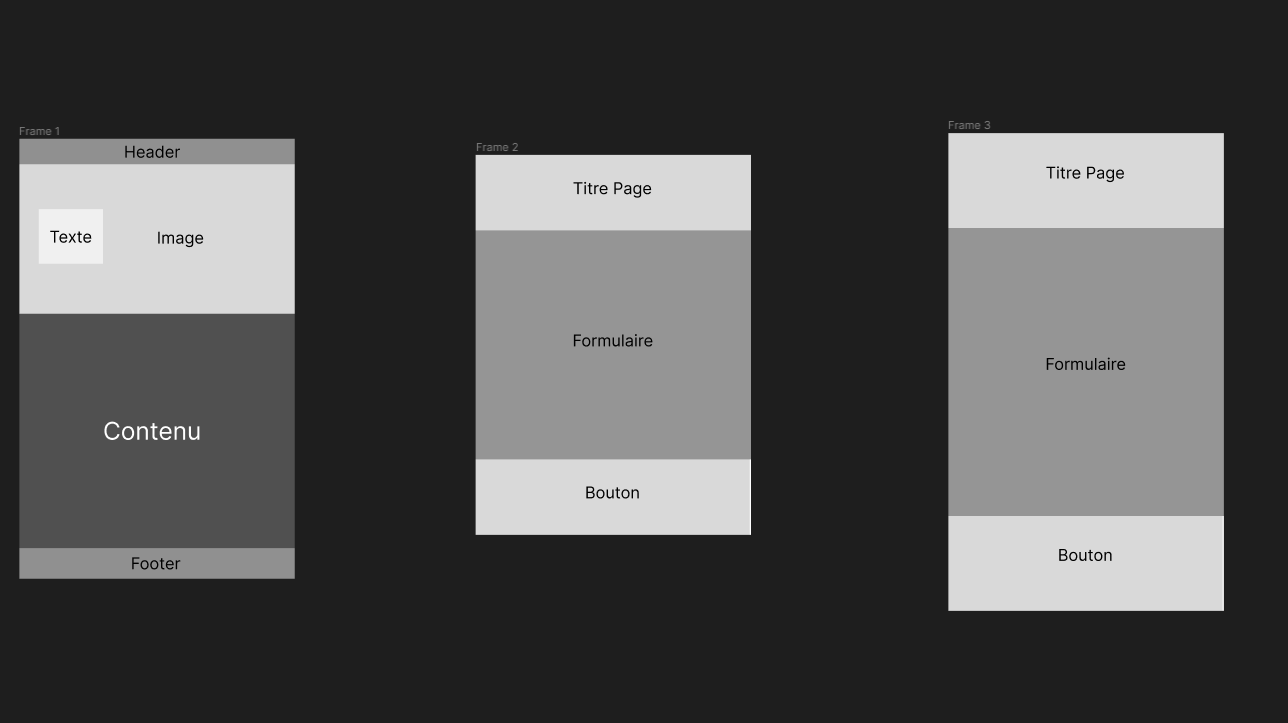 Frame 1
Header
Texte
Image
Contenu
Footer
Frame 2
Titre Page
Formulaire
Bouton
Frame 3
Titre Page
Formulaire
Bouton